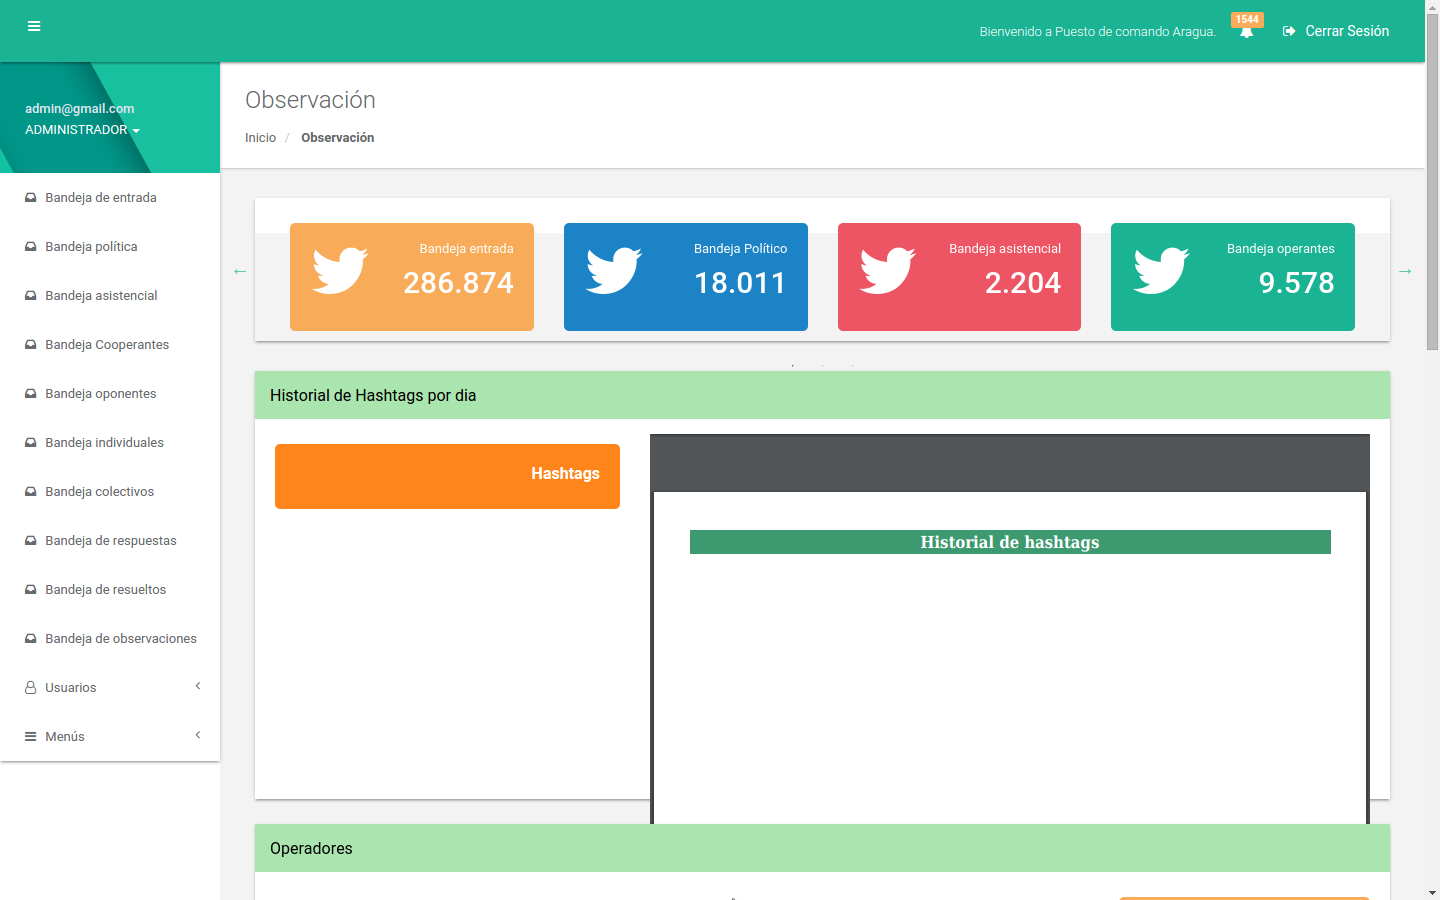 Bienvenido a Puesto de comando Aragua.
1544
Cerrar Sesión
admin@gmail.com
ADMINISTRADOR
Bandeja de entrada
Bandeja política
Bandeja asistencial
Bandeja Cooperantes
Bandeja oponentes
Bandeja individuales
Bandeja colectivos
Bandeja de respuestas
Bandeja de resueltos
Bandeja de observaciones
Usuarios
Menús
Observación
Inicio / Observación
Bandeja entrada
286.874
Bandeja Político
18.011
Bandeja asistencial
2.204
Bandeja operantes
9.578
Historial de Hashtags por dia
Hashtags
Historial de hashtags
Operadores